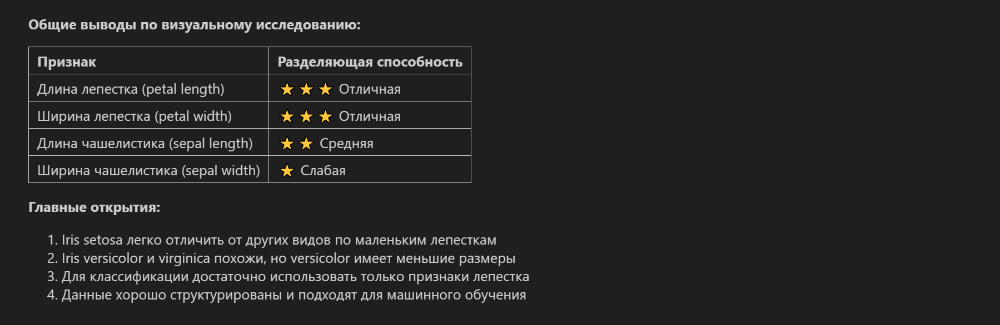 Общие выводы по визуальному исследованию:
Признак Разделяющая способность
Длина лепестка (petal length) ★ ★ ★ Отличная
Ширина лепестка (petal width) ★ ★ ★ Отличная
Длина чашелистика (sepal length) ★ ★ Средняя
Ширина чашелистика (sepal width) ★ Слабая
Главные открытия:
1. Iris setosa легко отличить от других видов по маленьким лепесткам
2. Iris versicolor и virginica похожи, но versicolor имеет меньшие размеры
3. Для классификации достаточно использовать только признаки лепестка
4. Данные хорошо структурированы и подходят для машинного обучения